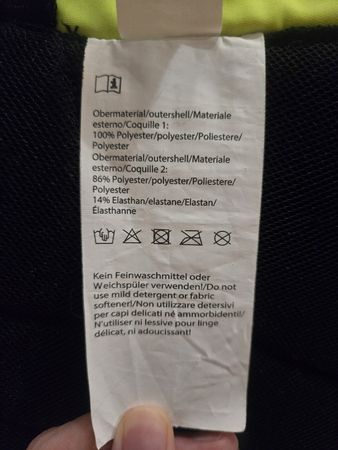 Obermaterial/outershell/Materiale
esterno/Coquille 1:
100% Polyester/polyester/Poliestere/
Polyester
Obermaterial/outershell/Materiale
esterno/Coquille 2:
86% Polyester/polyester/Poliestere/
Polyester
14% Elasthan/elastane/Elastan/
Élasthanne
Kein Feinwaschmittel oder
Weichspüler verwenden!/Do not
use mild detergent or fabric
softener!/Non utilizzare detersivi
per capi delicati né ammorbidenti!/
N'utiliser ni lessive pour linge
délicat, ni adoucissant!